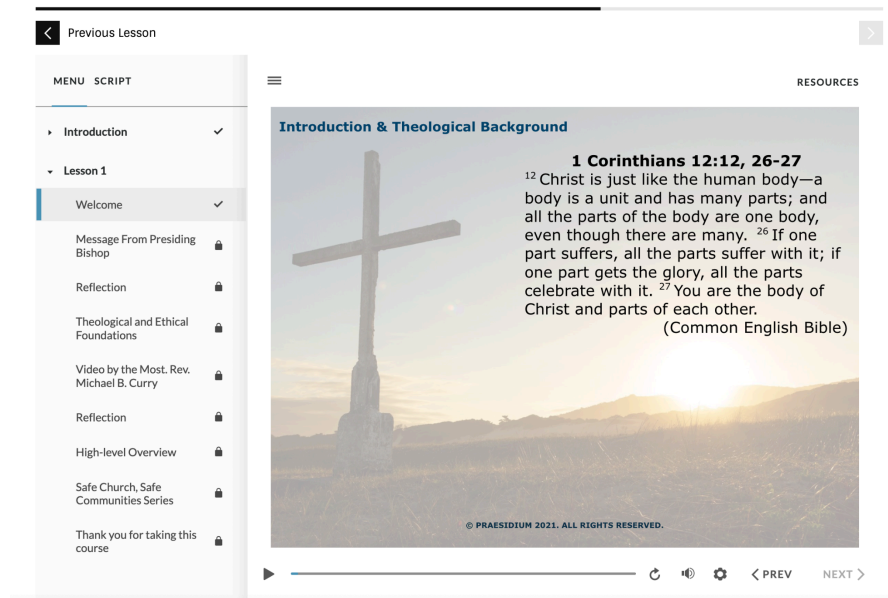 Previous Lesson
MENU SCRIPT
RESOURCES
Introduction
Lesson 1
Welcome
Message From Presiding
Bishop
Reflection
Theological and Ethical
Foundations
Video by the Most. Rev.
Michael B. Curry
Reflection
High-level Overview
Safe Church, Safe
Communities Series
Thank you for taking this
course
Introduction & Theological Background
1 Corinthians 12:12, 26-27
12 Christ is just like the human body—a
body is a unit and has many parts; and
all the parts of the body are one body,
even though there are many. 26 If one
part suffers, all the parts suffer with it; if
one part gets the glory, all the parts
celebrate with it. 27 You are the body of
Christ and parts of each other.
(Common English Bible)
© PRAESIDIUM 2021. ALL RIGHTS RESERVED.
PREV NEXT